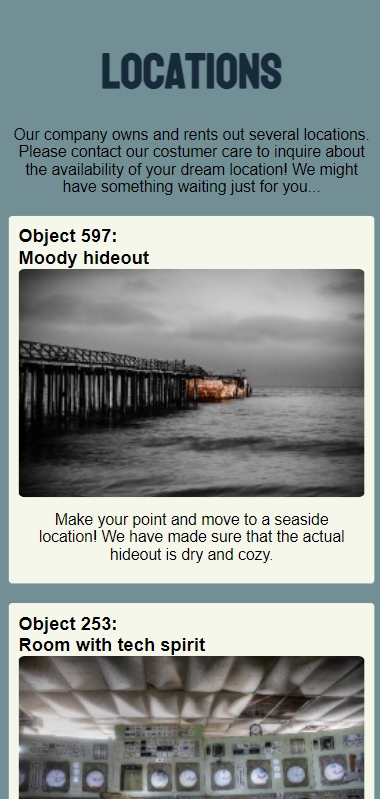 LOCATIONS
Our company owns and rents out several locations.
Please contact our costumer care to inquire about
the availability of your dream location! We might
have something waiting just for you...
Object 597:
Moody hideout
Make your point and move to a seaside
location! We have made sure that the actual
hideout is dry and cozy.
Object 253:
Room with tech spirit